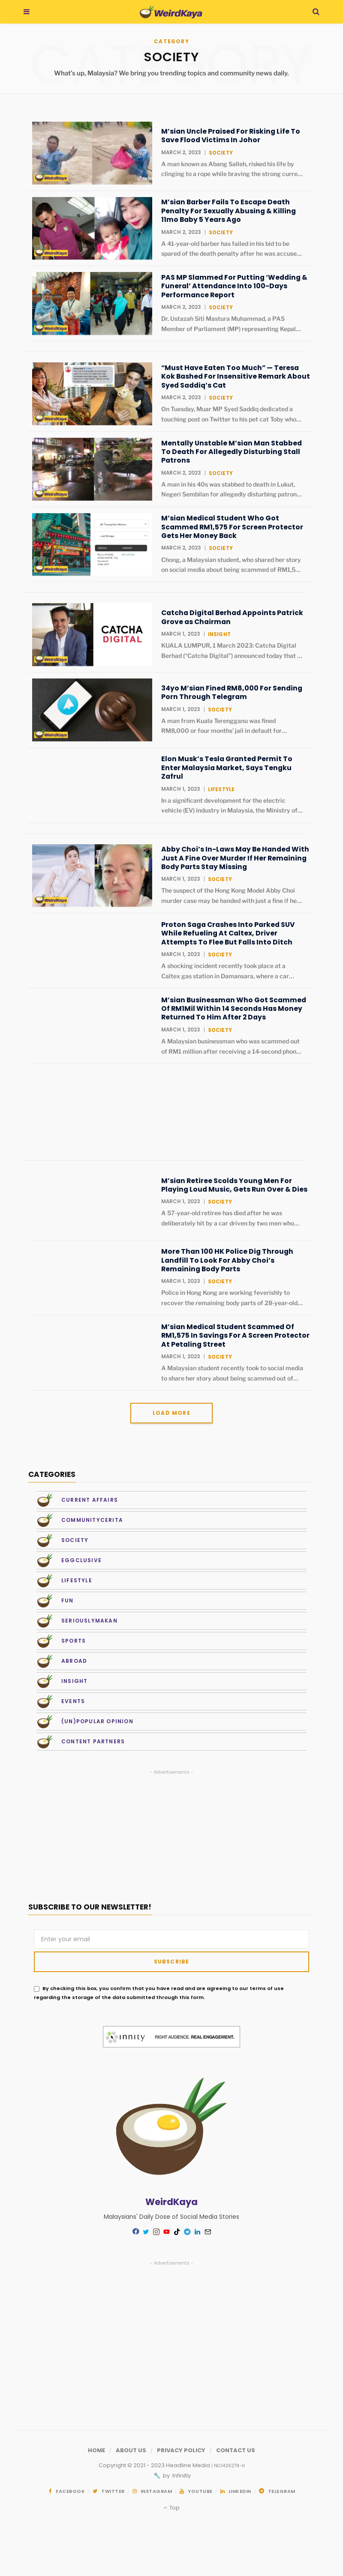 WeirdKaya
CATEGORY
CATEGORY
SOCIETY
What's up, Malaysia? We bring you trending topics and community news daily.
WeirdKaya
M'sian Uncle Praised For Risking Life To
Save Flood Victims In Johor
MARCH 2, 2023 | SOCIETY
A man known as Abang Salleh, risked his life by
clinging to a rope while braving the strong curre...
WeirdKaya
M'sian Barber Fails To Escape Death
Penalty For Sexually Abusing & Killing
11mo Baby 5 Years Ago
MARCH 2, 2023 | SOCIETY
A 41-year-old barber has failed in his bid to be
spared of the death penalty after he was accuse...
WeirdKaya
PAS MP Slammed For Putting 'Wedding &
Funeral' Attendance Into 100-Days
Performance Report
MARCH 2, 2023 | SOCIETY
Dr. Ustazah Siti Mastura Muhammad, a PAS
Member of Parliament (MP) representing Kepal...
WeirdKaya
"Must Have Eaten Too Much" — Teresa
Kok Bashed For Insensitive Remark About
Syed Saddiq's Cat
MARCH 2, 2023 | SOCIETY
On Tuesday, Muar MP Syed Saddiq dedicated a
touching post on Twitter to his pet cat Toby who...
WeirdKaya
Mentally Unstable M'sian Man Stabbed
To Death For Allegedly Disturbing Stall
Patrons
MARCH 2, 2023 | SOCIETY
A man in his 40s was stabbed to death in Lukut,
Negeri Sembilan for allegedly disturbing patron...
WeirdKaya
M'sian Medical Student Who Got
Scammed RM1,575 For Screen Protector
Gets Her Money Back
MARCH 2, 2023 | SOCIETY
Chong, a Malaysian student, who shared her story
on social media about being scammed of RM1,5...
CATCHA
DIGITAL
WeirdKaya
Catcha Digital Berhad Appoints Patrick
Grove as Chairman
MARCH 1, 2023 | INSIGHT
KUALA LUMPUR, 1 March 2023: Catcha Digital
Berhad ("Catcha Digital") announced today that ...
WeirdKaya
34yo M'sian Fined RM8,000 For Sending
Porn Through Telegram
MARCH 1, 2023 | SOCIETY
A man from Kuala Terengganu was fined
RM8,000 or four months' jail in default for...
Elon Musk's Tesla Granted Permit To
Enter Malaysia Market, Says Tengku
Zafrul
MARCH 1, 2023 | LIFESTYLE
In a significant development for the electric
vehicle (EV) industry in Malaysia, the Ministry of...
WeirdKaya
Abby Choi's In-Laws May Be Handed With
Just A Fine Over Murder If Her Remaining
Body Parts Stay Missing
MARCH 1, 2023 | SOCIETY
The suspect of the Hong Kong Model Abby Choi
murder case may be handed with just a fine if he...
Proton Saga Crashes Into Parked SUV
While Refueling At Caltex, Driver
Attempts To Flee But Falls Into Ditch
MARCH 1, 2023 | SOCIETY
A shocking incident recently took place at a
Caltex gas station in Damansara, where a car...
M'sian Businessman Who Got Scammed
Of RM1Mil Within 14 Seconds Has Money
Returned To Him After 2 Days
MARCH 1, 2023 | SOCIETY
A Malaysian businessman who was scammed out
of RM1 million after receiving a 14-second phon...
M'sian Retiree Scolds Young Men For
Playing Loud Music, Gets Run Over & Dies
MARCH 1, 2023 | SOCIETY
A 57-year-old retiree has died after he was
deliberately hit by a car driven by two men who...
More Than 100 HK Police Dig Through
Landfill To Look For Abby Choi's
Remaining Body Parts
MARCH 1, 2023 | SOCIETY
Police in Hong Kong are working feverishly to
recover the remaining body parts of 28-year-old...
M'sian Medical Student Scammed Of
RM1,575 In Savings For A Screen Protector
At Petaling Street
MARCH 1, 2023 | SOCIETY
A Malaysian student recently took to social media
to share her story about being scammed out of...
LOAD MORE
CATEGORIES
CURRENT AFFAIRS
COMMUNITYCERITA
SOCIETY
EGGCLUSIVE
LIFESTYLE
FUN
SERIOUSLYMAKAN
SPORTS
ABROAD
INSIGHT
EVENTS
(UN)POPULAR OPINION
CONTENT PARTNERS
- Advertisements -
SUBSCRIBE TO OUR NEWSLETTER!
Enter your email
SUBSCRIBE
By checking this box, you confirm that you have read and are agreeing to our terms of use
regarding the storage of the data submitted through this form.
innity RIGHT AUDIENCE. REAL ENGAGEMENT.
WeirdKaya
Malaysians' Daily Dose of Social Media Stories
- Advertisements -
HOME / ABOUT US / PRIVACY POLICY / CONTACT US
by Infinity
FACEBOOK TWITTER INSTAGRAM YOUTUBE LINKEDIN TELEGRAM
Top